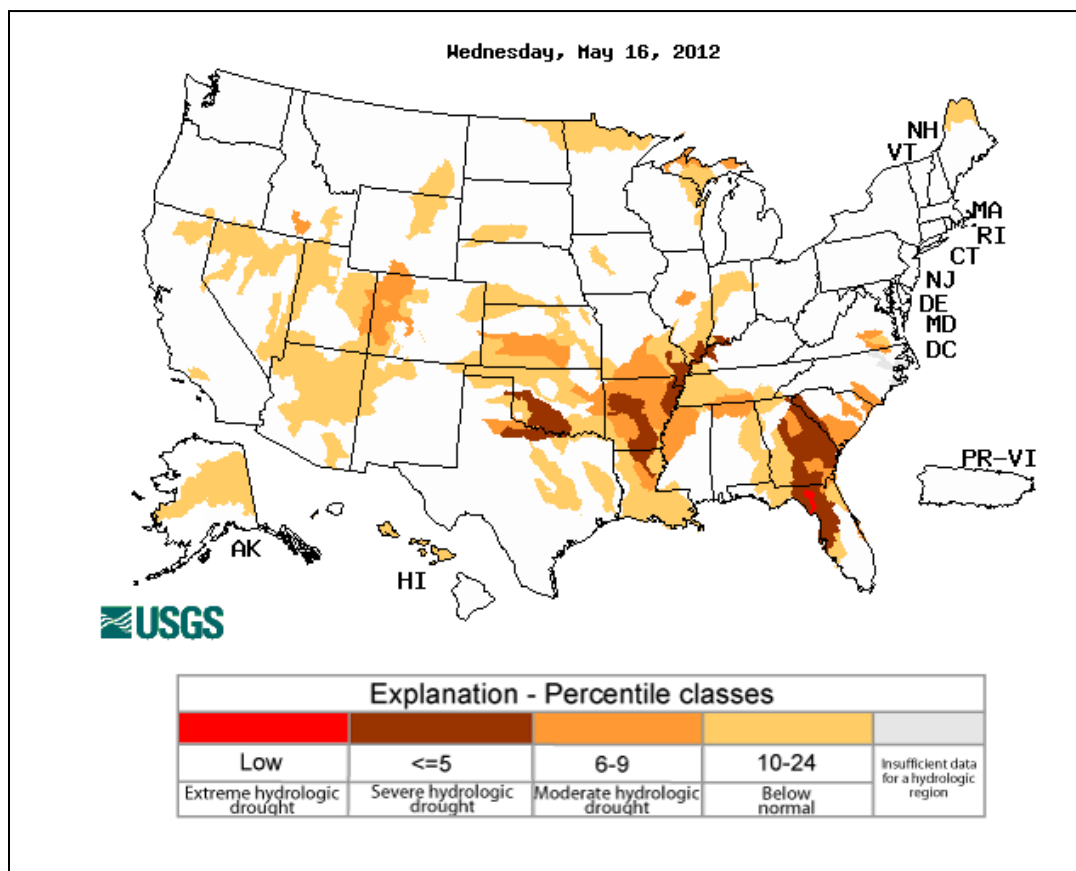 Wednesday, May 16, 2012
NH
VT
MA
RI
CT
NJ
DE
MD
DC
PR-VI
AK
HI
USGS
Explanation - Percentile classes
Low
<=5
6-9
10-24
Insufficient data
for a hydrologic
region
Extreme hydrologic
drought
Severe hydrologic
drought
Moderate hydrologic
drought
Below
normal